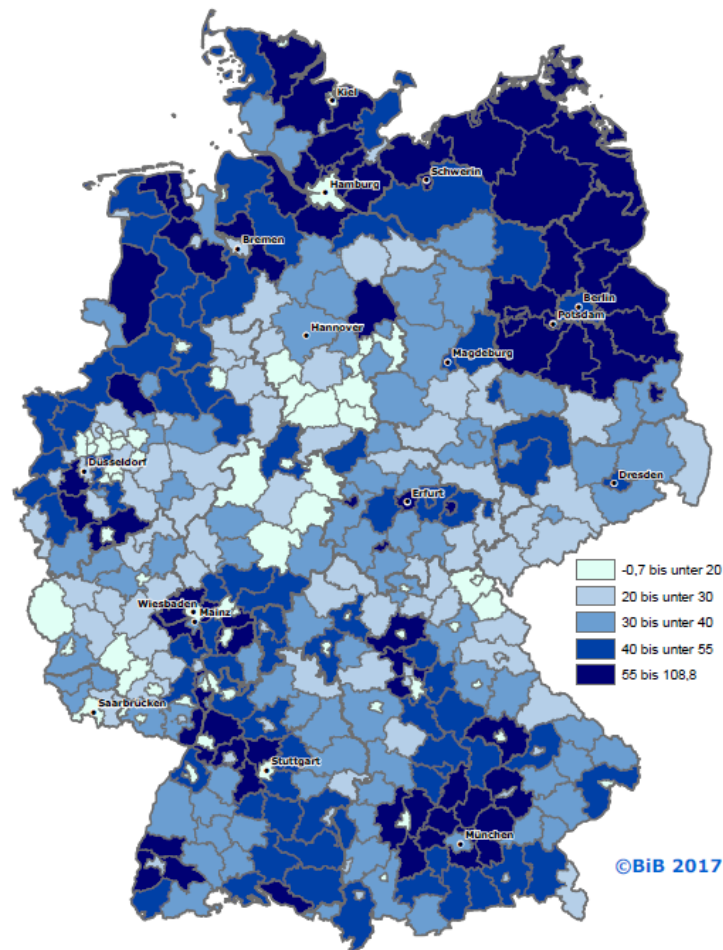 Kiel
Schwerin
Hamburg
Bremen
Berlin
Potsdam
Hannover
Magdeburg
Düsseldorf
Dresden
Erfurt
-0,7 bis unter 20
20 bis unter 30
30 bis unter 40
40 bis unter 55
55 bis 108,8
Wiesbaden
Mainz
Saarbrücken
Stuttgart
München
©BiB 2017